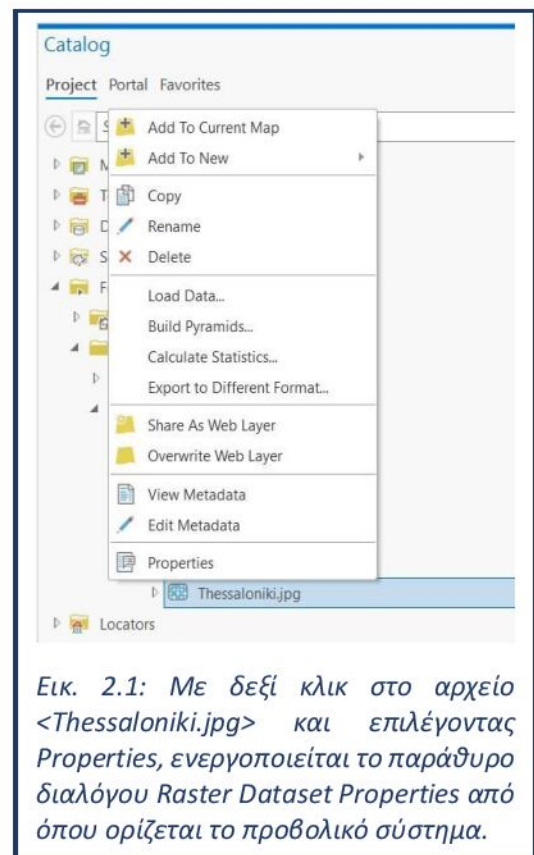 Catalog
Project Portal Favorites
S
Add To Current Map
M
Add To New
T
Copy
D
Rename
S
Delete
F
Load Data...
Build Pyramids...
Calculate Statistics...
Export to Different Format...
Share As Web Layer
Overwrite Web Layer
View Metadata
Edit Metadata
Properties
Thessaloniki.jpg
Locators
Εικ. 2.1: Με δεξί κλικ στο αρχείο
<Thessaloniki.jpg> και επιλέγοντας
Properties, ενεργοποιείται το παράθυρο
διαλόγου Raster Dataset Properties από
όπου ορίζεται το προβολικό σύστημα.